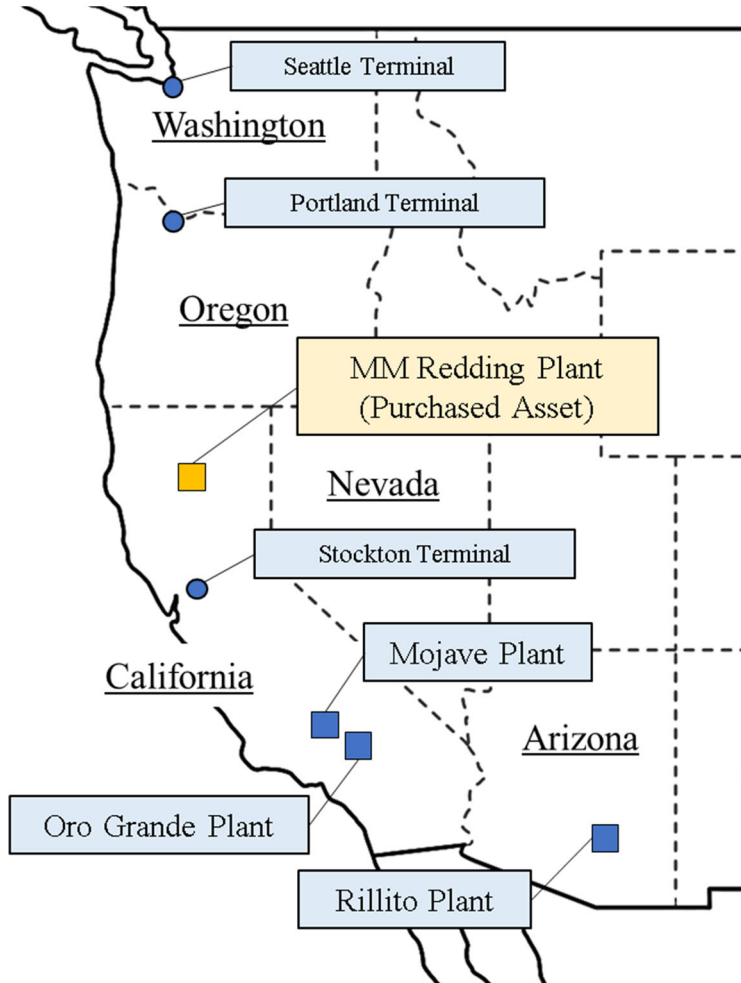 Seattle Terminal
Washington
Portland Terminal
Oregon
MM Redding Plant
(Purchased Asset)
Nevada
Stockton Terminal
Mojave Plant
California
Arizona
Oro Grande Plant
Rillito Plant